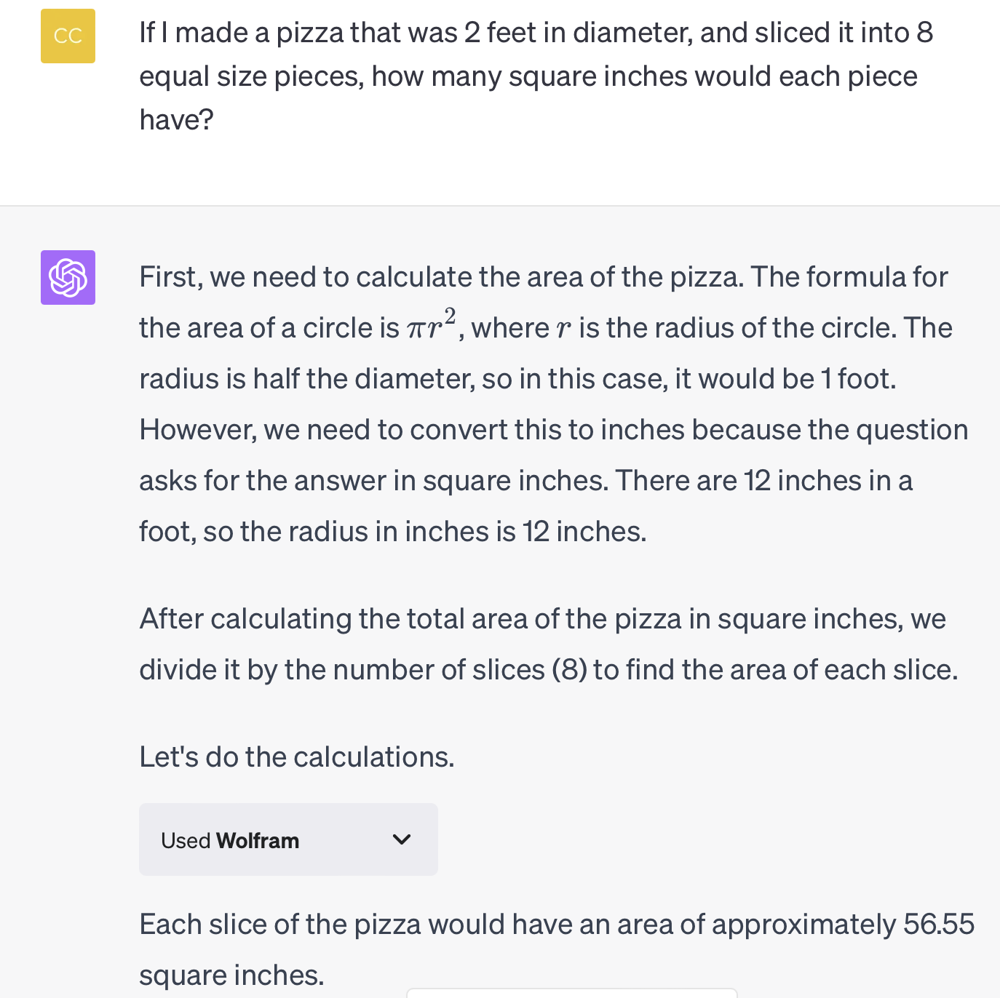 CC
If I made a pizza that was 2 feet in diameter, and sliced it into 8
equal size pieces, how many square inches would each piece
have?
First, we need to calculate the area of the pizza. The formula for
the area of a circle is πr², where r is the radius of the circle. The
radius is half the diameter, so in this case, it would be 1 foot.
However, we need to convert this to inches because the question
asks for the answer in square inches. There are 12 inches in a
foot, so the radius in inches is 12 inches.
After calculating the total area of the pizza in square inches, we
divide it by the number of slices (8) to find the area of each slice.
Let's do the calculations.
Used Wolfram
Each slice of the pizza would have an area of approximately 56.55
square inches.